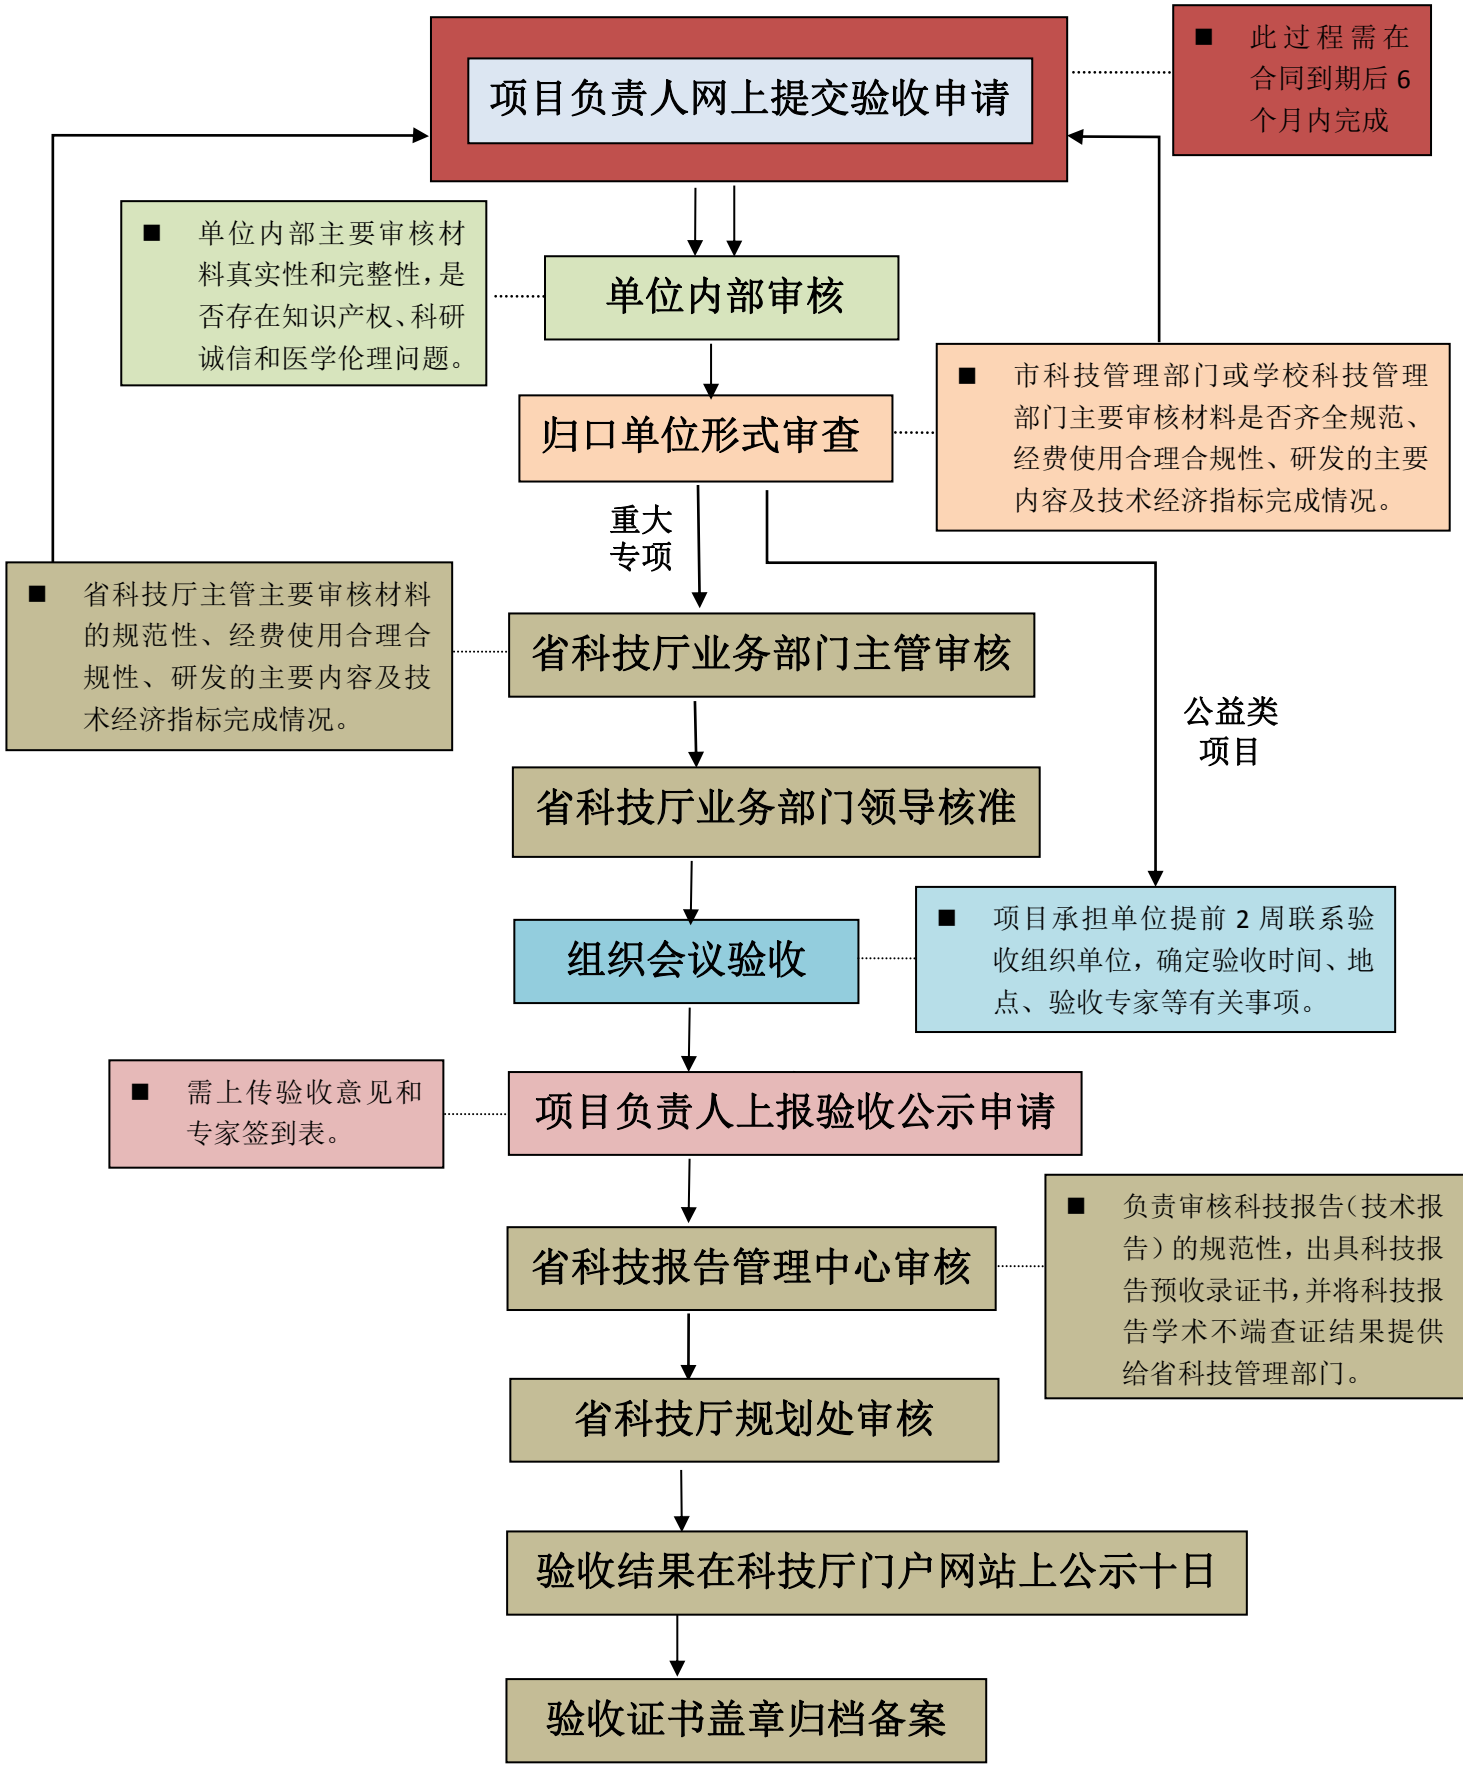 项目负责人网上提交验收申请
■ 此过程需在
合同到期后 6
个月内完成
■ 单位内部主要审核材
料真实性和完整性，是
否存在知识产权、科研
诚信和医学伦理问题。
单位内部审核
归口单位形式审查
■ 市科技管理部门或学校科技管理
部门主要审核材料是否齐全规范、
经费使用合理合规性、研发的主要
内容及技术经济指标完成情况。
重大
专项
■ 省科技厅主管主要审核材料
的规范性、经费使用合理合
规性、研发的主要内容及技
术经济指标完成情况。
省科技厅业务部门主管审核
公益类
项目
省科技厅业务部门领导核准
组织会议验收
■ 项目承担单位提前 2 周联系验
收组织单位，确定验收时间、地
点、验收专家等有关事项。
■ 需上传验收意见和
专家签到表。
项目负责人上报验收公示申请
省科技报告管理中心审核
■ 负责审核科技报告（技术报
告）的规范性，出具科技报
告预收录证书，并将科技报
告学术不端查证结果提供
给省科技管理部门。
省科技厅规划处审核
验收结果在科技厅门户网站上公示十日
验收证书盖章归档备案